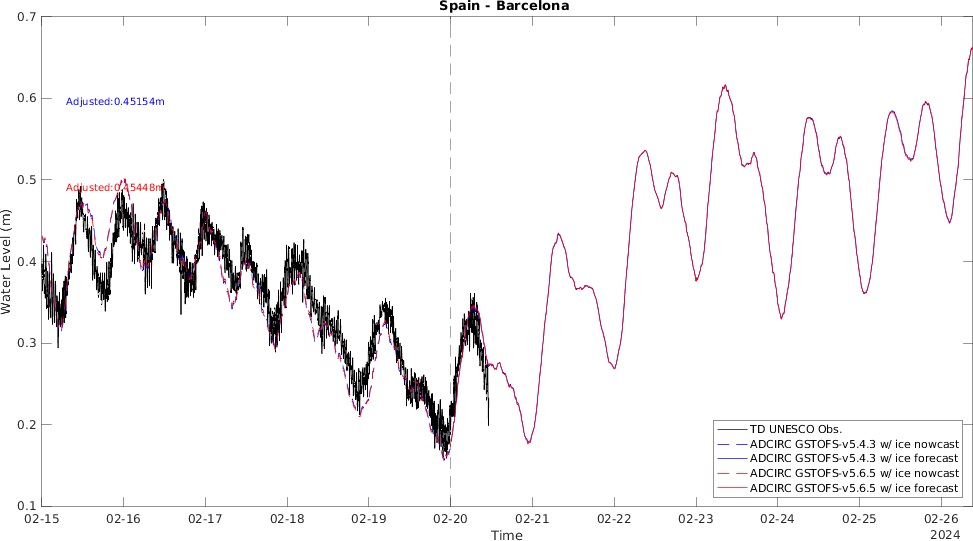 Spain - Barcelona
0.7
0.6
0.5
0.4
0.3
0.2
0.1
Water Level (m)
Adjusted:0.45154m
Adjusted:0.45448m
TD UNESCO Obs.
ADCIRC GSTOFS-v5.4.3 w/ ice nowcast
ADCIRC GSTOFS-v5.4.3 w/ ice forecast
ADCIRC GSTOFS-v5.6.5 w/ ice nowcast
ADCIRC GSTOFS-v5.6.5 w/ ice forecast
02-15 02-16 02-17 02-18 02-19 02-20 02-21 02-22 02-23 02-24 02-25 02-26
2024
Time